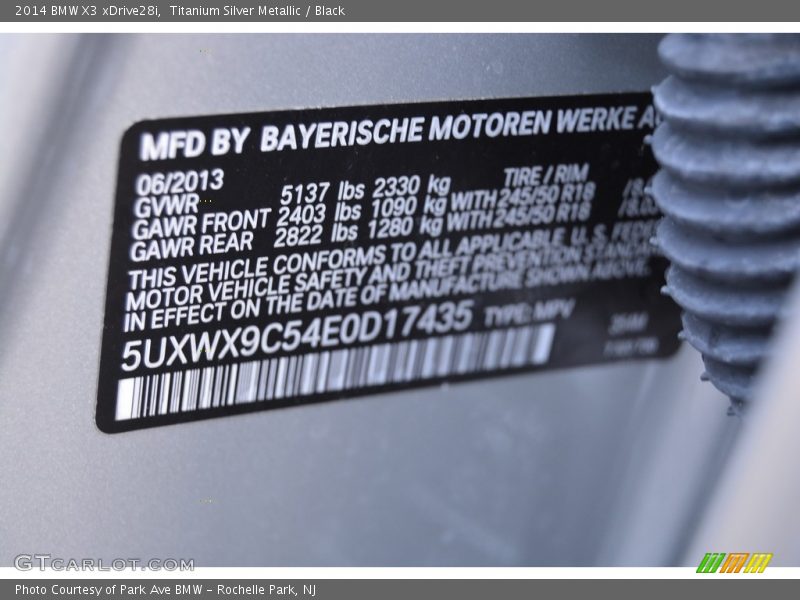 2014 BMW X3 xDrive28i, Titanium Silver Metallic / Black
MFD BY BAYERISCHE MOTOREN WERKE A
06/2013
GVWR 5137 lbs 2330 kg TIRE / RIM
GAWR FRONT 2403 lbs 1090 kg WITH 245/50 R18
GAWR REAR 2822 lbs 1280 kg WITH 245/50 R18
THIS VEHICLE CONFORMS TO ALL APPLICABLE U. S. FEDE
MOTOR VEHICLE SAFETY AND THEFT PREVENTION
IN EFFECT ON THE DATE OF MANUFACTURE SHOWN ABOVE.
5UXWX9C54E0D17435 TYPE: MPV
GTCARLOT.COM
Photo Courtesy of Park Ave BMW - Rochelle Park, NJ